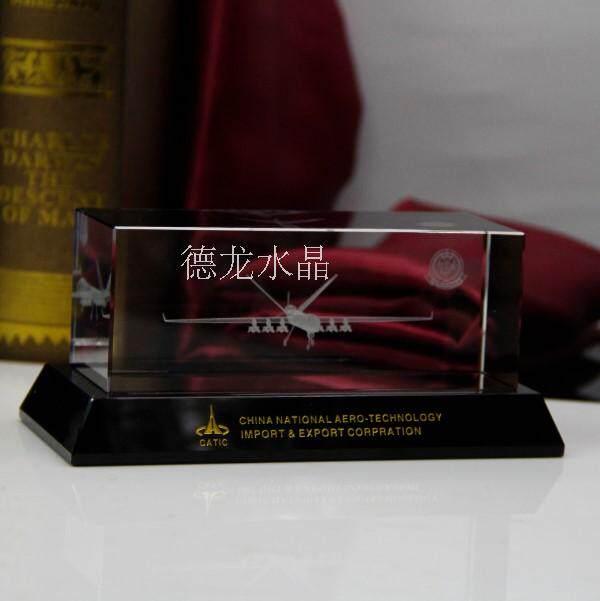 CHARLES
DARWIN
THE
DESCENT
OF MAN
德龙水晶
CATIC
CHINA NATIONAL AERO-TECHNOLOGY
IMPORT & EXPORT CORPRATION